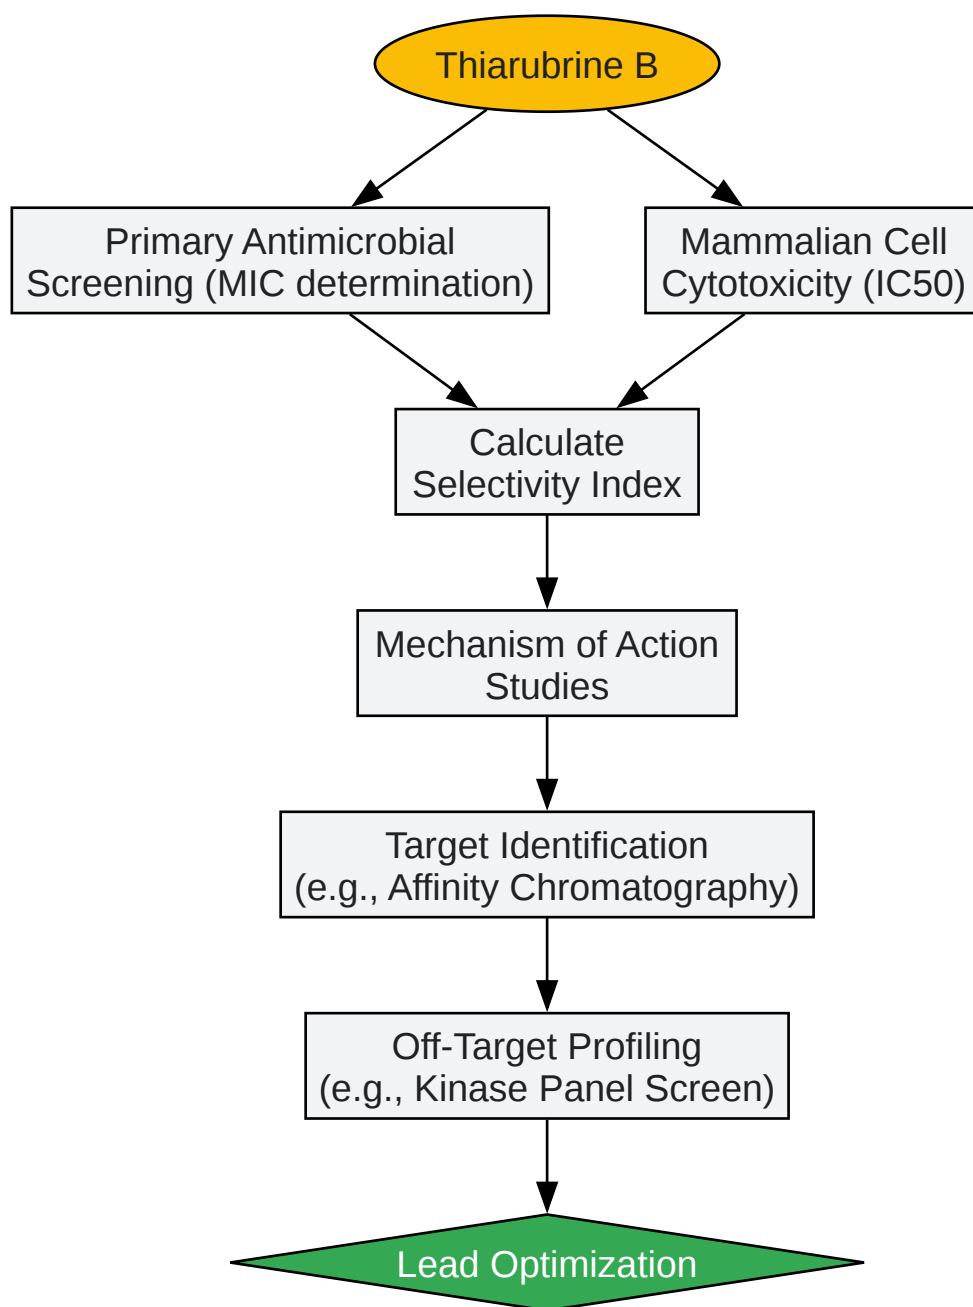 Thiarubrine B
Primary Antimicrobial
Screening (MIC determination)
Mammalian Cell
Cytotoxicity (IC50)
Calculate
Selectivity Index
Mechanism of Action
Studies
Target Identification
(e.g., Affinity Chromatography)
Off-Target Profiling
(e.g., Kinase Panel Screen)
Lead Optimization